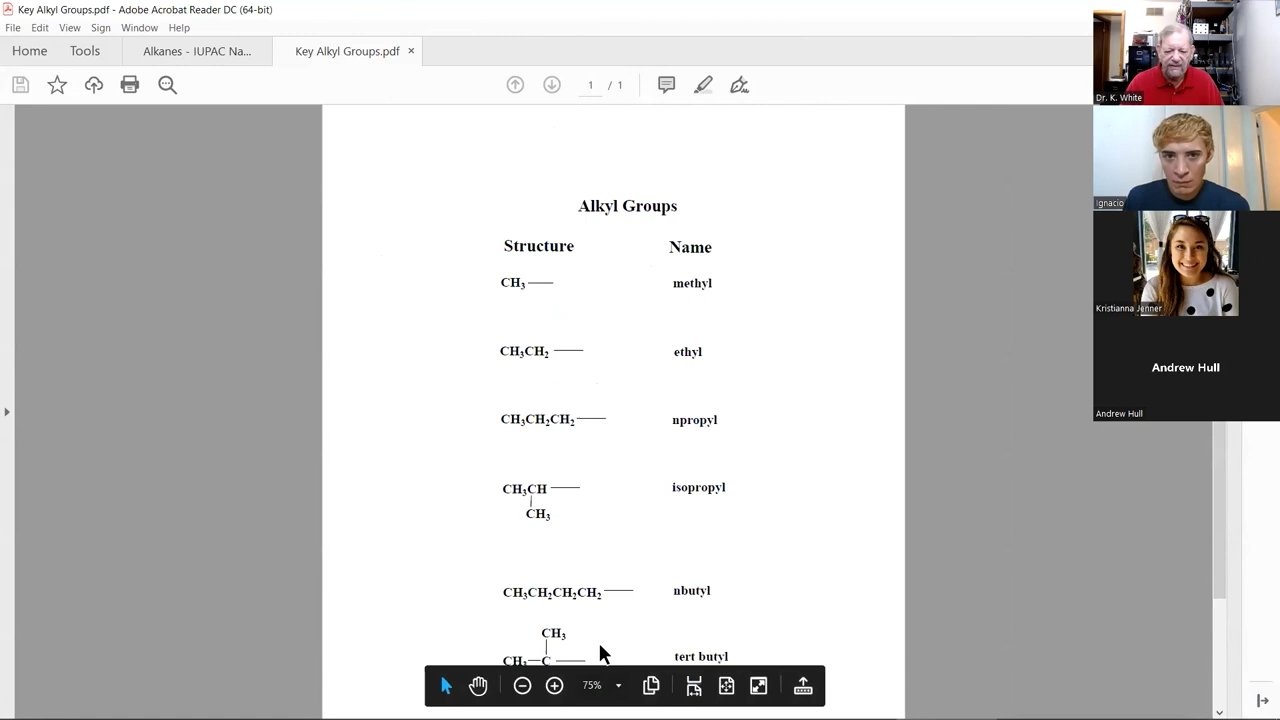 Key Alkyl Groups.pdf - Adobe Acrobat Reader DC (64-bit)
File Edit View Sign Window Help
Home Tools Alkanes - IUPAC Na... Key Alkyl Groups.pdf ×
1 / 1
Alkyl Groups
Structure Name
CH₃ — methyl
CH₃CH₂ — ethyl
CH₃CH₂CH₂ — npropyl
CH₃CH — isopropyl
CH₃
CH₃CH₂CH₂CH₂ — nbutyl
CH₃
CH₃—C — tert butyl
75%
Dr. K. White
Ignacio
Kristianna Jenner
Andrew Hull
Andrew Hull